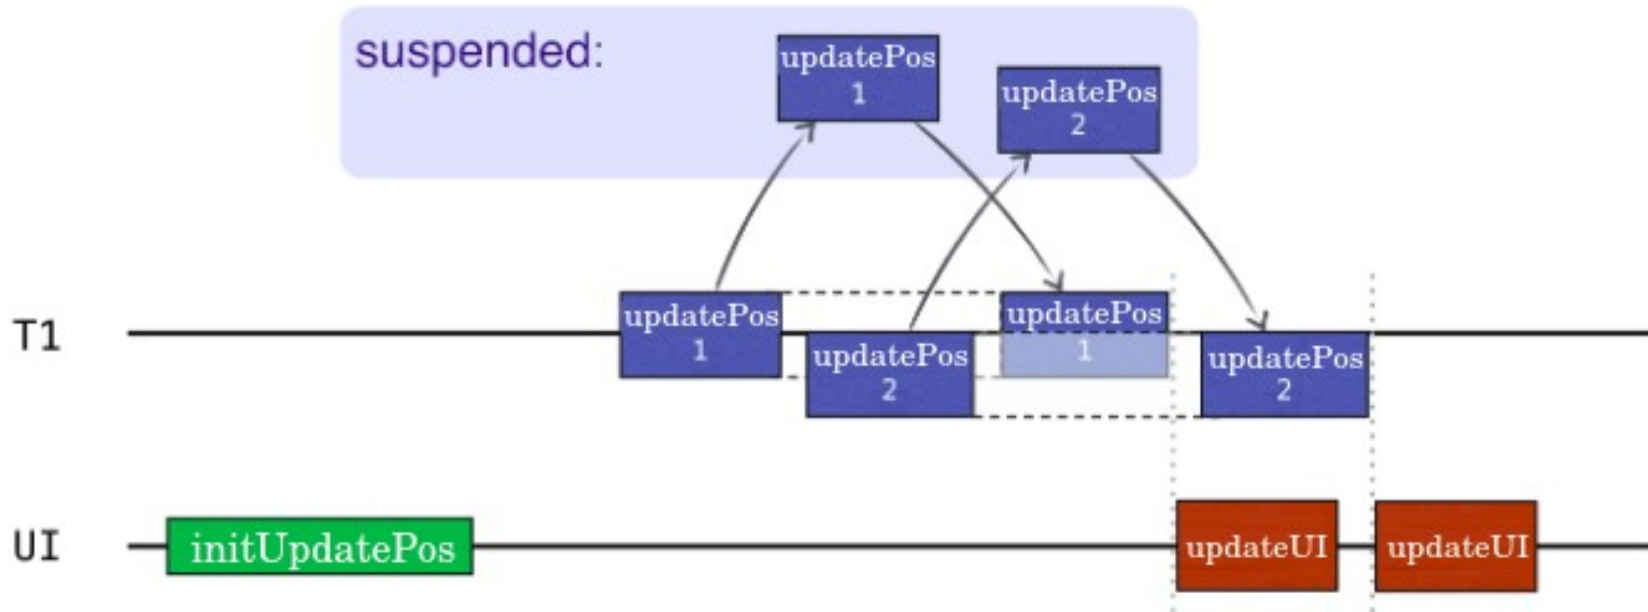 suspended:
updatePos
1
updatePos
2
T1
updatePos
1
updatePos
2
updatePos
1
updatePos
2
UI
initUpdatePos
updateUI
updateUI